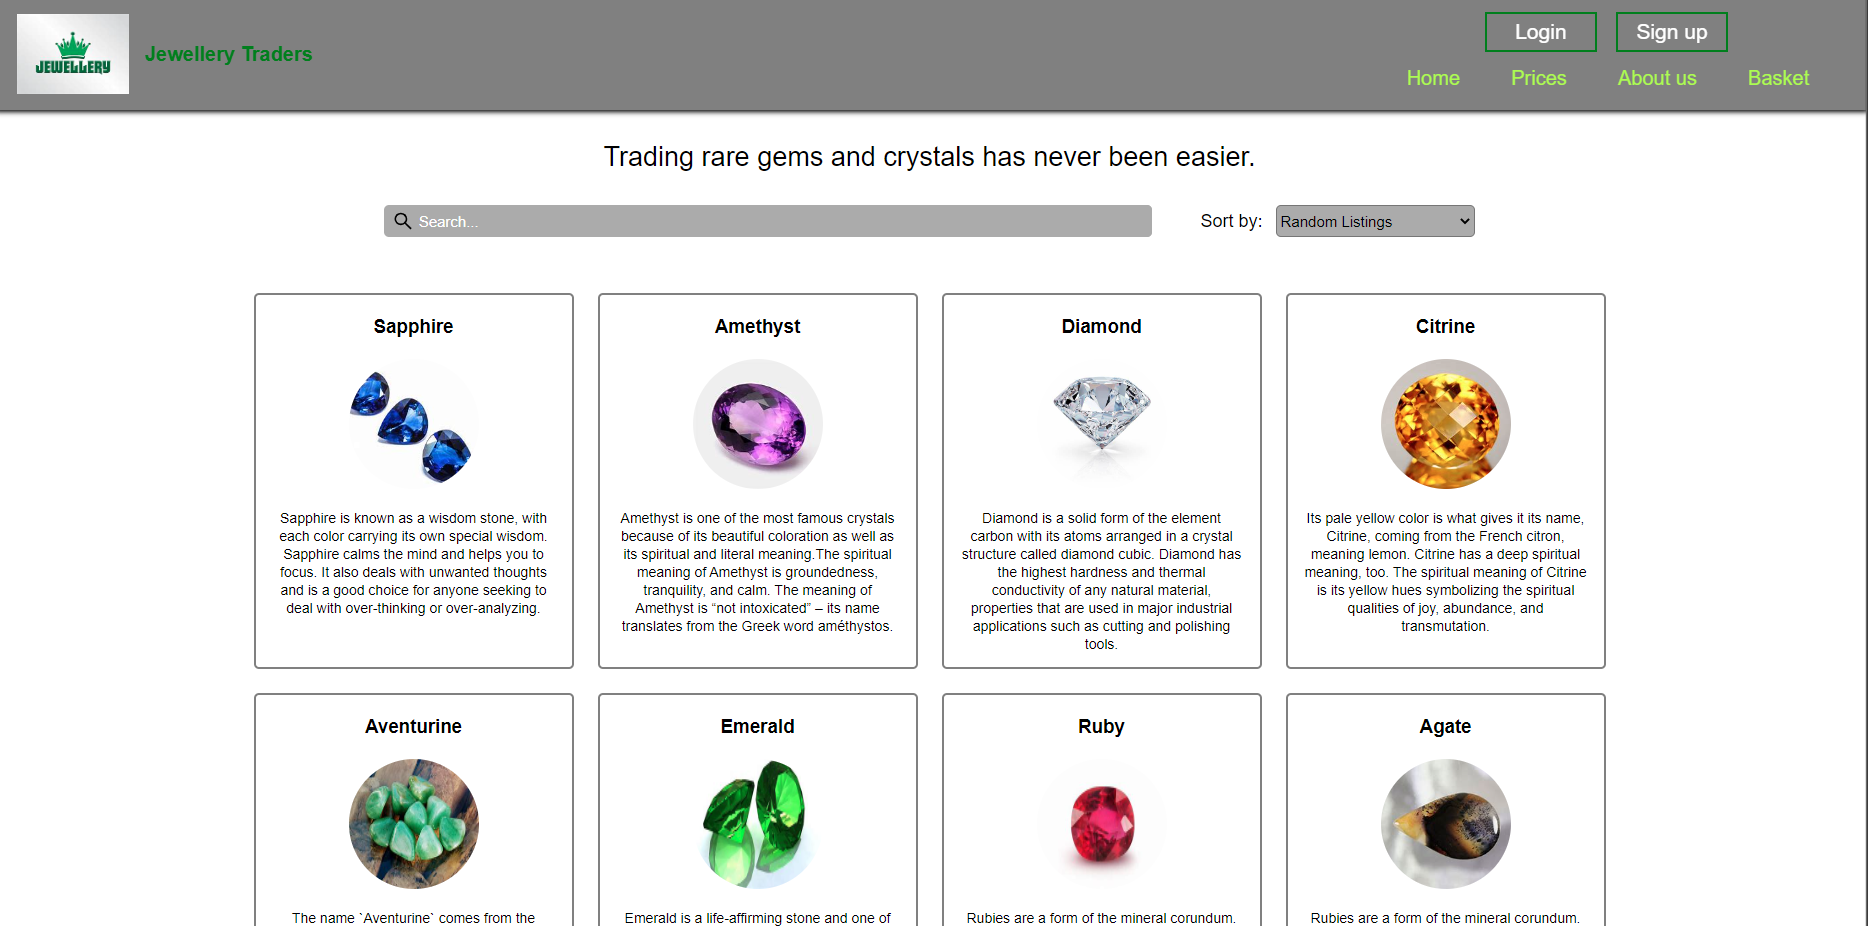 JEWELLERY
Jewellery Traders
Login
Sign up
Home
Prices
About us
Basket
Trading rare gems and crystals has never been easier.
Search...
Sort by:
Random Listings
Sapphire
Sapphire is known as a wisdom stone, with
each color carrying its own special wisdom.
Sapphire calms the mind and helps you to
focus. It also deals with unwanted thoughts
and is a good choice for anyone seeking to
deal with over-thinking or over-analyzing.
Amethyst
Amethyst is one of the most famous crystals
because of its beautiful coloration as well as
its spiritual and literal meaning.The spiritual
meaning of Amethyst is groundedness,
tranquility, and calm. The meaning of
Amethyst is “not intoxicated” – its name
translates from the Greek word améthystos.
Diamond
Diamond is a solid form of the element
carbon with its atoms arranged in a crystal
structure called diamond cubic. Diamond has
the highest hardness and thermal
conductivity of any natural material,
properties that are used in major industrial
applications such as cutting and polishing
tools.
Citrine
Its pale yellow color is what gives it its name,
Citrine, coming from the French citron,
meaning lemon. Citrine has a deep spiritual
meaning, too. The spiritual meaning of Citrine
is its yellow hues symbolizing the spiritual
qualities of joy, abundance, and
transmutation.
Aventurine
The name `Aventurine` comes from the
Emerald
Emerald is a life-affirming stone and one of
Ruby
Rubies are a form of the mineral corundum.
Agate
Rubies are a form of the mineral corundum.